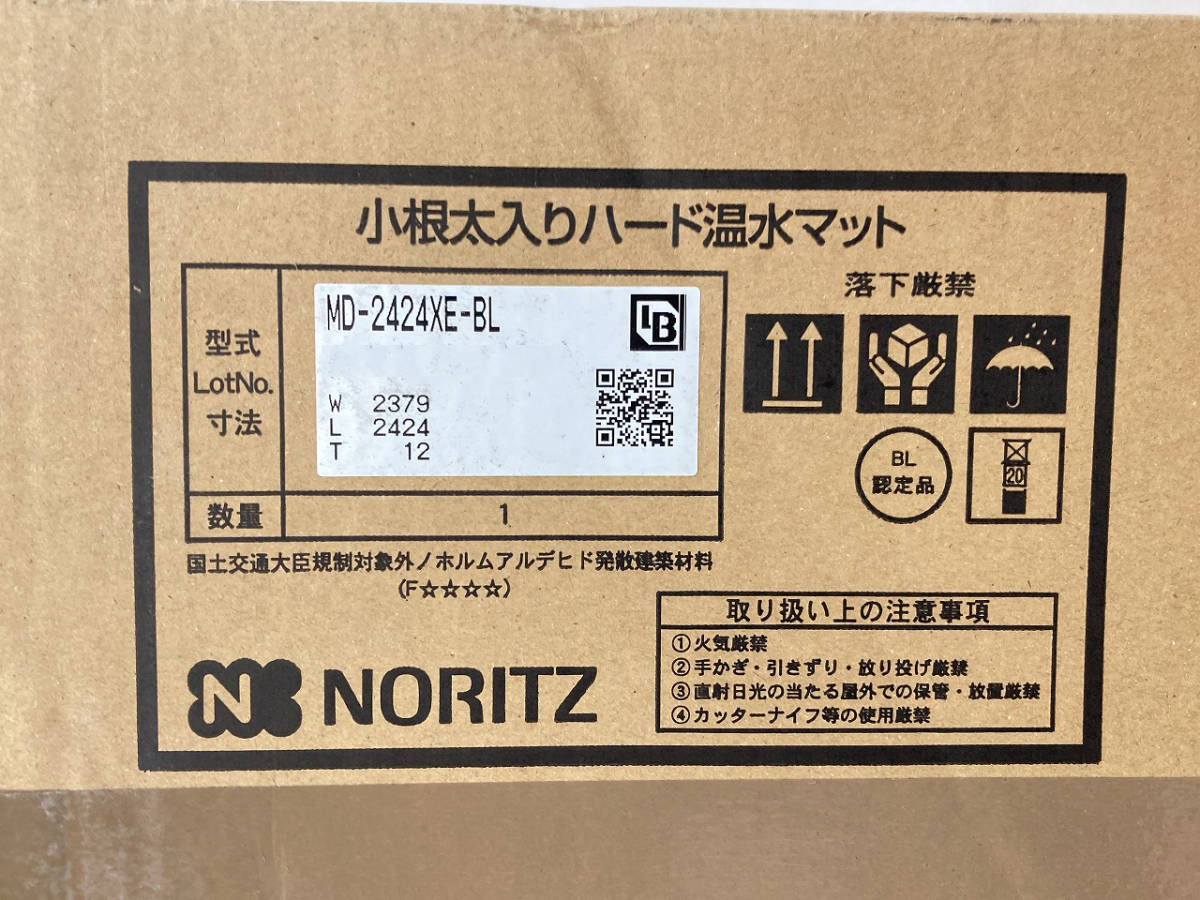 小根太入りハード温水マット
型式
LotNo.
寸法
MD-2424XE-BL
LB
W 2379
L 2424
T 12
数量
1
落下厳禁
BL
認定品
20
国土交通大臣規制対象外ノホルムアルデヒド発散建築材料
(F☆☆☆☆)
N NORITZ
取り扱い上の注意事項
①火気厳禁
②手かぎ・引きずり・放り投げ厳禁
③直射日光の当たる屋外での保管・放置厳禁
④カッターナイフ等の使用厳禁